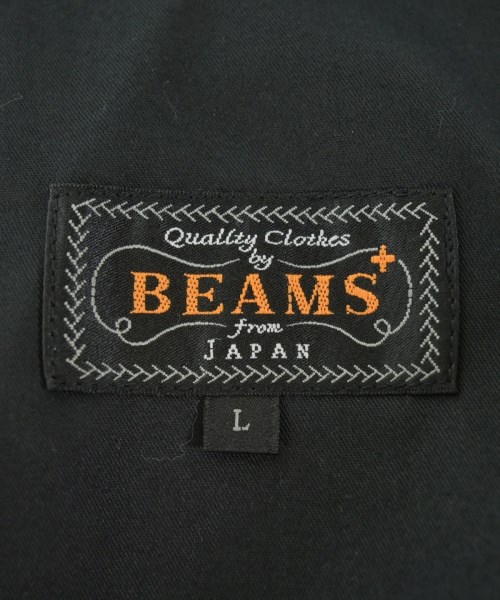 Quality Clothes
by
BEAMS+
from
JAPAN
L